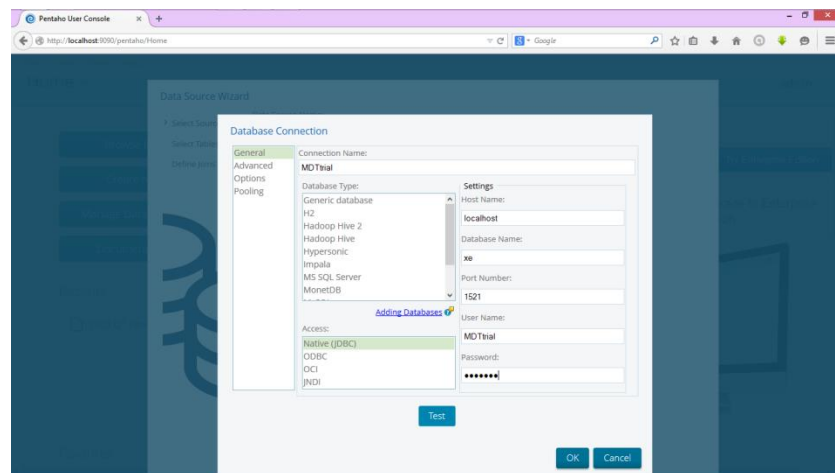 Pentaho User Console
http://localhost:9090/pentaho/Home
Google
Data Source Wizard
Database Connection
General
Advanced
Options
Pooling
Connection Name:
MDTtrial
Database Type:
Generic database
H2
Hadoop Hive 2
Hadoop Hive
Hypersonic
Impala
MS SQL Server
MonetDB
Adding Databases
Access:
Native (JDBC)
ODBC
OCI
JNDI
Settings
Host Name:
localhost
Database Name:
xe
Port Number:
1521
User Name:
MDTtrial
Password:
Test
OK
Cancel